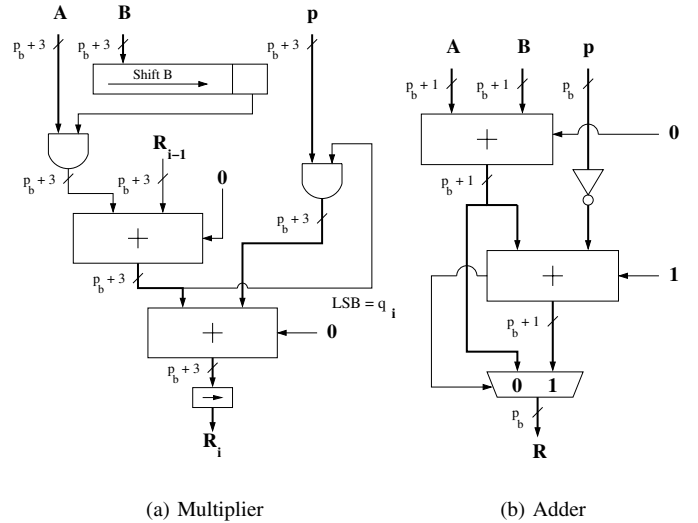 A B p
p_b + 3 p_b + 3 p_b + 3
Shift B
R_{i−1}
p_b + 3 p_b + 3
0
p_b + 3
p_b + 3
LSB = q_i
0
p_b + 3
R_i
(a) Multiplier
A B p
p_b + 1 p_b + 1 p_b
0
p_b + 1
1
p_b + 1
0 1
p_b
R
(b) Adder